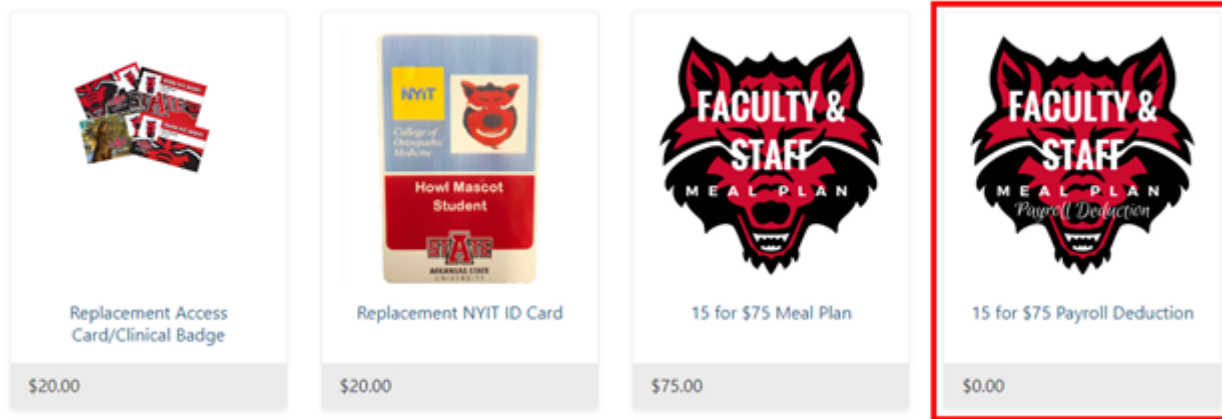 STATE
NYIT
College of
Osteopathic
Medicine
Howl Mascot
Student
STATE
ARKANSAS STATE
UNIVERSITY
FACULTY &
STAFF
MEAL PLAN
FACULTY &
STAFF
MEAL PLAN
Payroll Deduction
Replacement Access
Card/Clinical Badge
Replacement NYIT ID Card
15 for $75 Meal Plan
15 for $75 Payroll Deduction
$20.00
$20.00
$75.00
$0.00